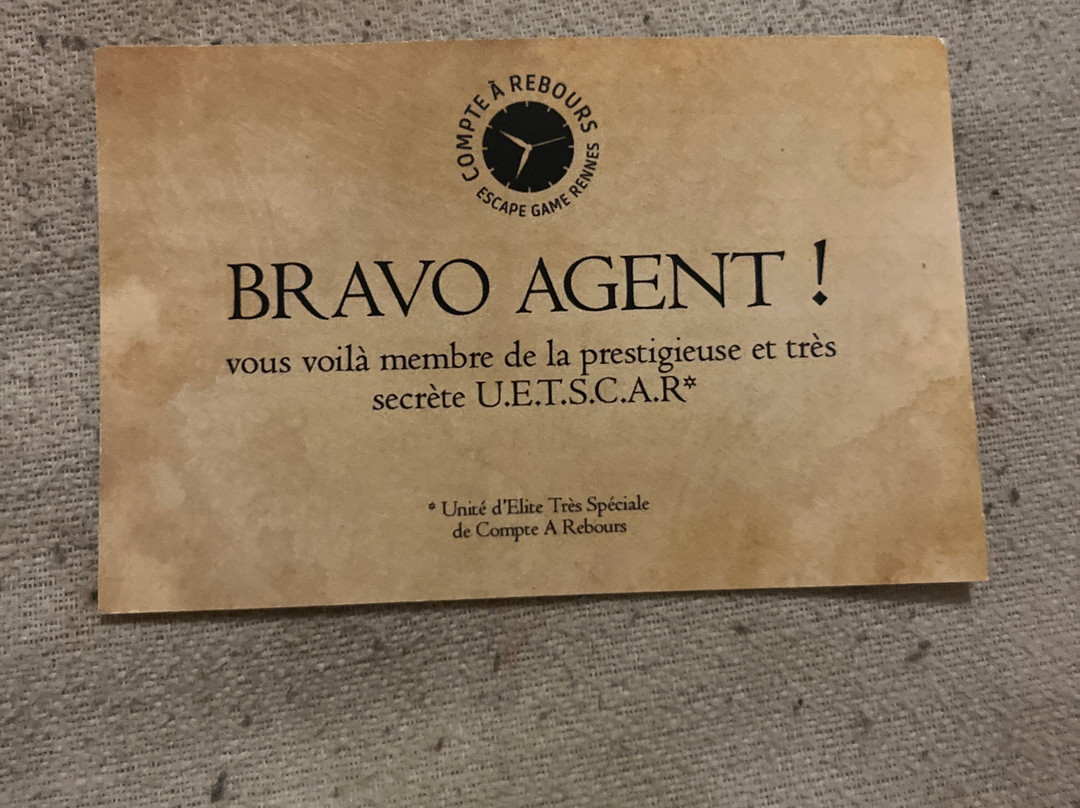 COMPTE À REBOURS
ESCAPE GAME RENNES
BRAVO AGENT !
vous voilà membre de la prestigieuse et très
secrète U.E.T.S.C.A.R*
* Unité d'Elite Très Spéciale
de Compte A Rebours